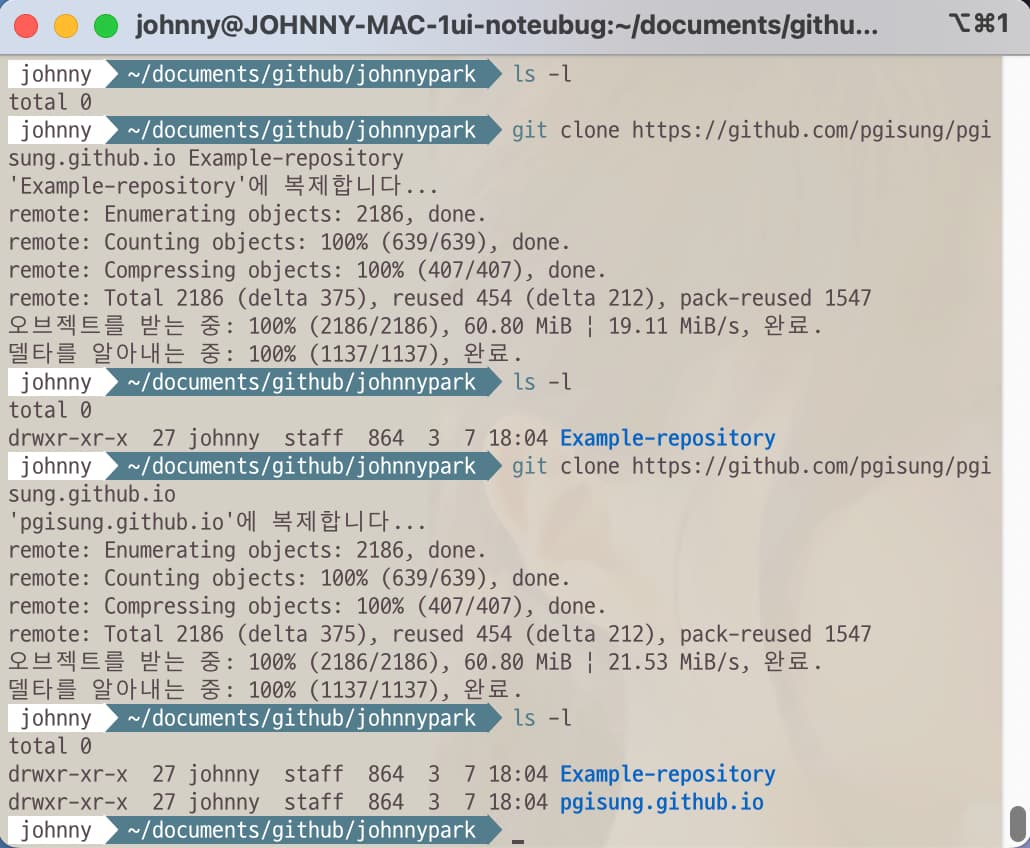 johnny@JOHNNY-MAC-1ui-noteubug:~/documents/githu... ⌥⌘1
johnny ~/documents/github/johnnypark ls -l
total 0
johnny ~/documents/github/johnnypark git clone https://github.com/pgisung/pgi
sung.github.io Example-repository
'Example-repository'에 복제합니다...
remote: Enumerating objects: 2186, done.
remote: Counting objects: 100% (639/639), done.
remote: Compressing objects: 100% (407/407), done.
remote: Total 2186 (delta 375), reused 454 (delta 212), pack-reused 1547
오브젝트를 받는 중: 100% (2186/2186), 60.80 MiB | 19.11 MiB/s, 완료.
델타를 알아내는 중: 100% (1137/1137), 완료.
johnny ~/documents/github/johnnypark ls -l
total 0
drwxr-xr-x  27 johnny  staff  864  3  7 18:04 Example-repository
johnny ~/documents/github/johnnypark git clone https://github.com/pgisung/pgi
sung.github.io
'pgisung.github.io'에 복제합니다...
remote: Enumerating objects: 2186, done.
remote: Counting objects: 100% (639/639), done.
remote: Compressing objects: 100% (407/407), done.
remote: Total 2186 (delta 375), reused 454 (delta 212), pack-reused 1547
오브젝트를 받는 중: 100% (2186/2186), 60.80 MiB | 21.53 MiB/s, 완료.
델타를 알아내는 중: 100% (1137/1137), 완료.
johnny ~/documents/github/johnnypark ls -l
total 0
drwxr-xr-x  27 johnny  staff  864  3  7 18:04 Example-repository
drwxr-xr-x  27 johnny  staff  864  3  7 18:04 pgisung.github.io
johnny ~/documents/github/johnnypark